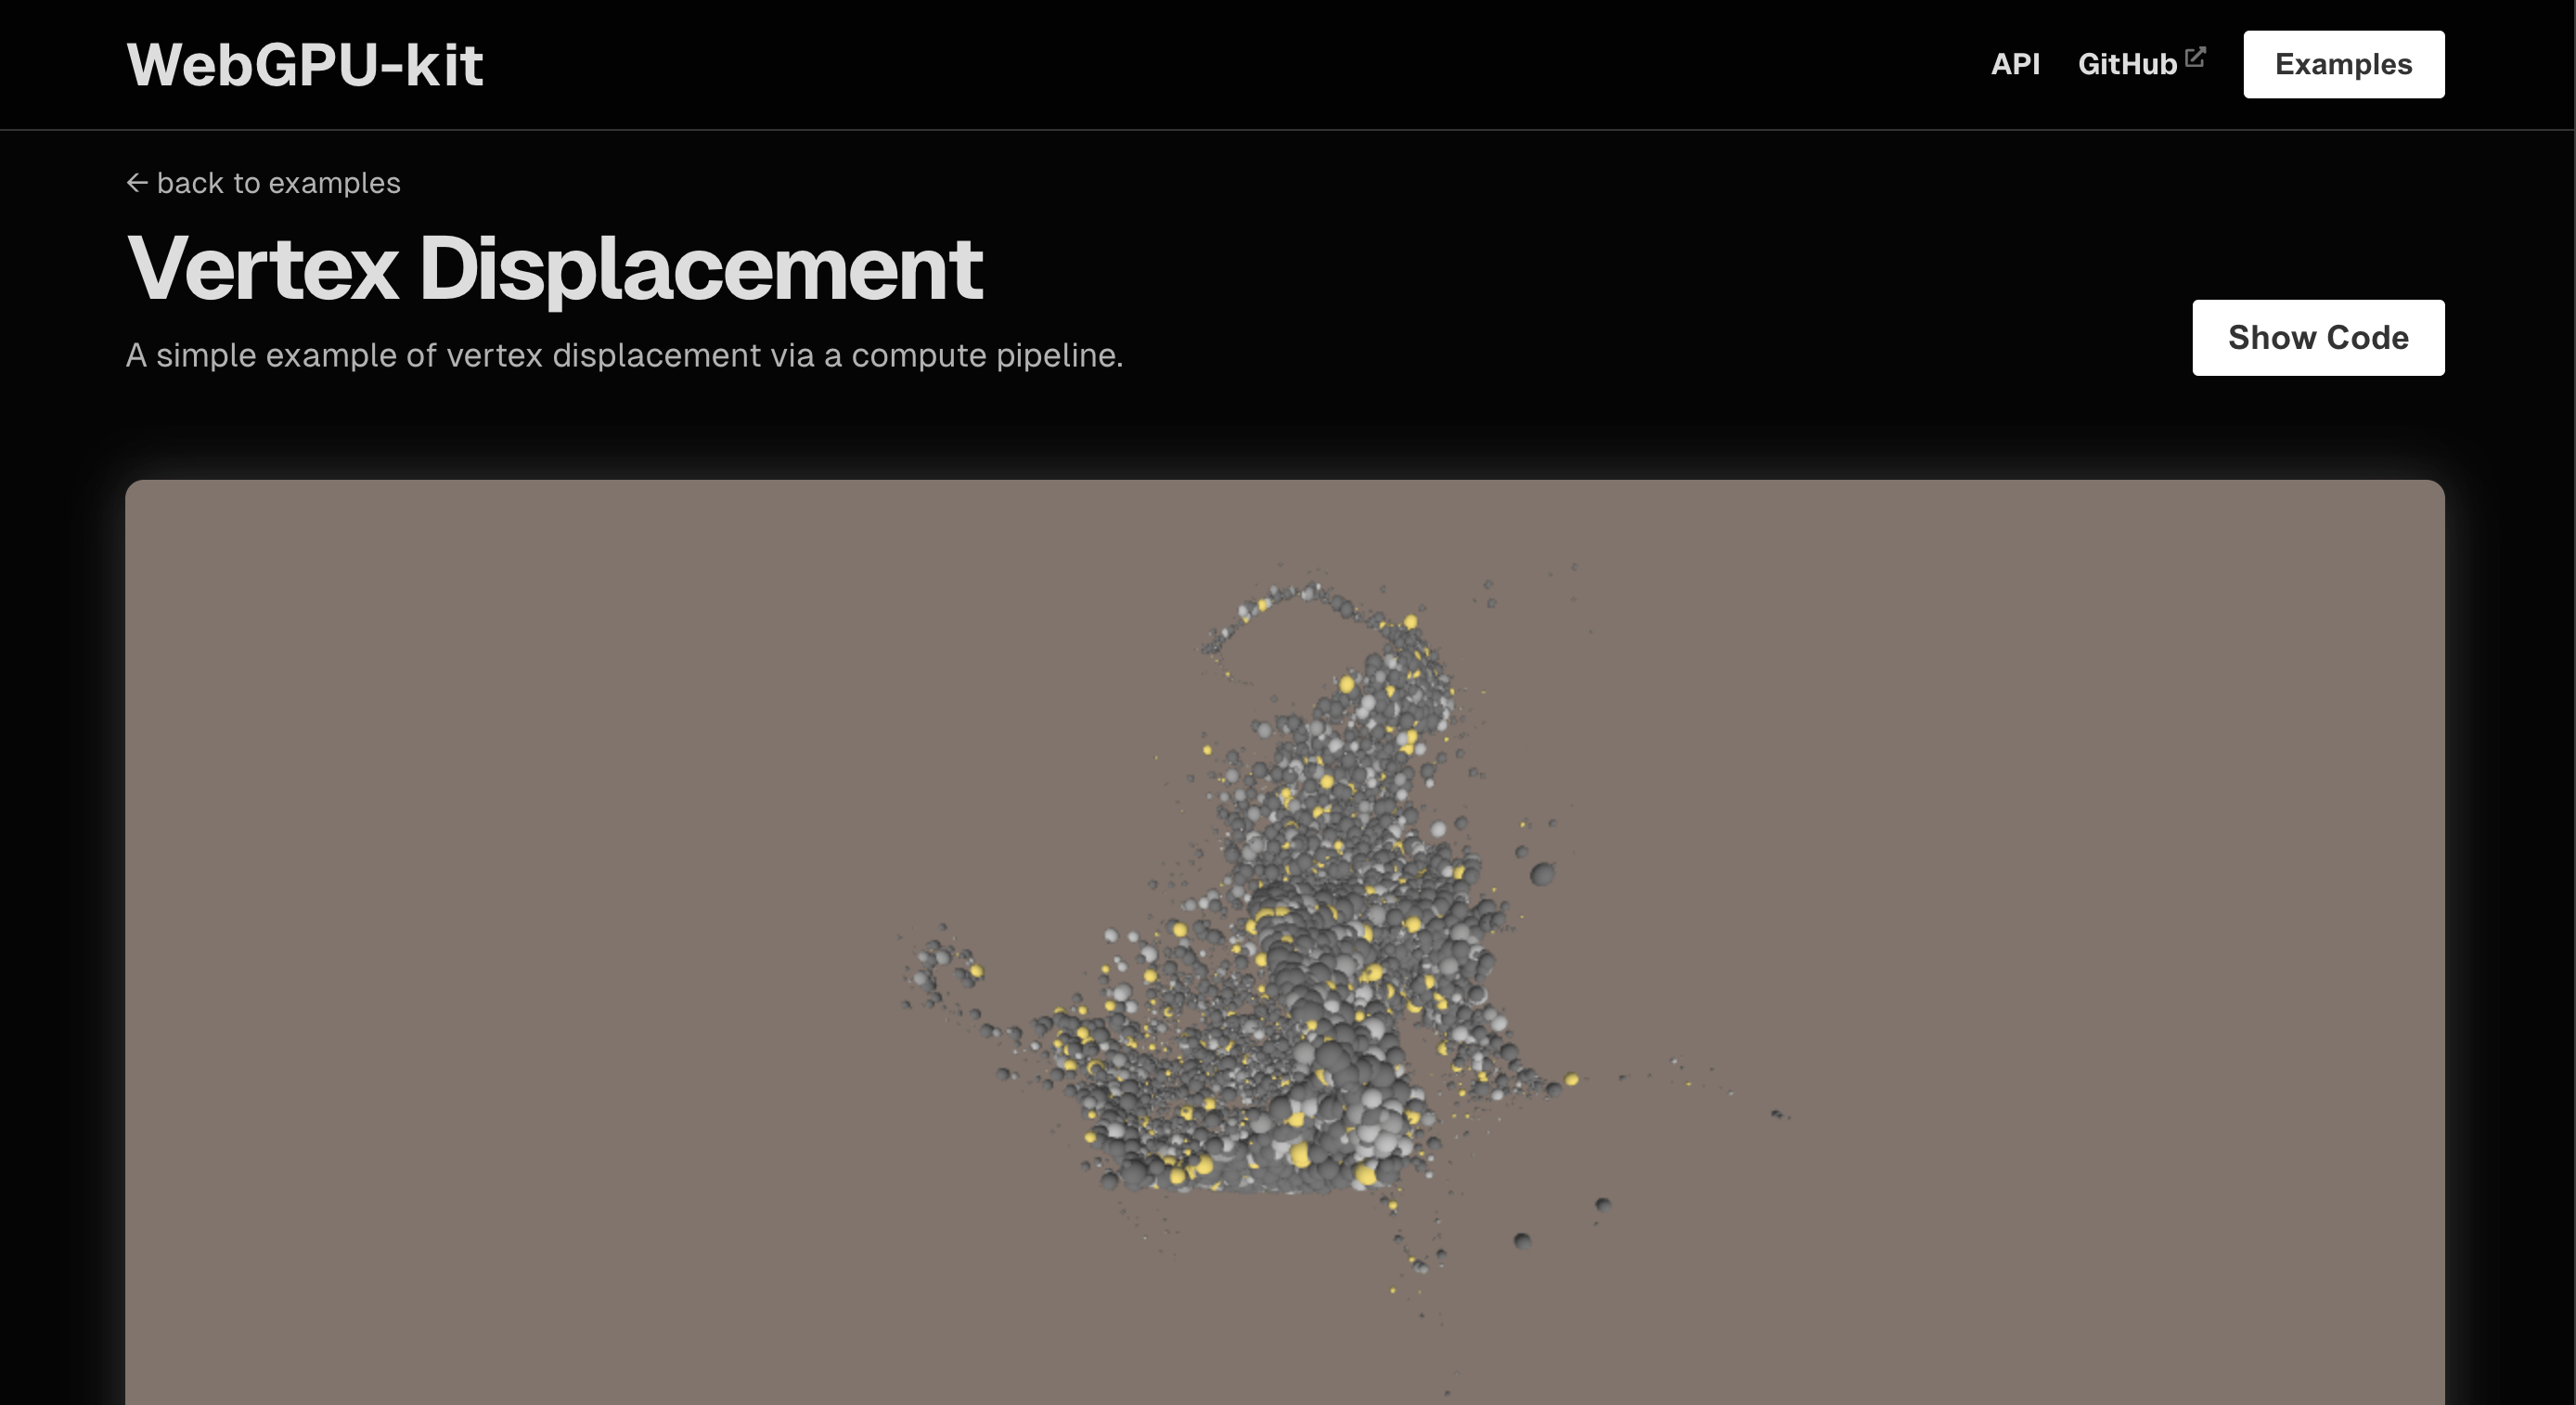 WebGPU-kit
API GitHub Examples
← back to examples
Vertex Displacement
A simple example of vertex displacement via a compute pipeline.
Show Code